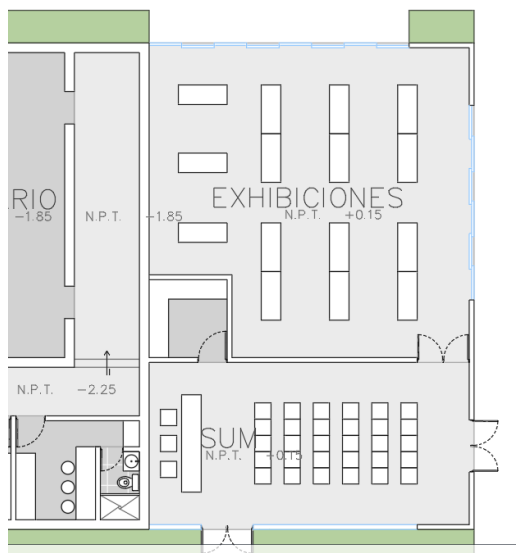 RIO
-1.85
N.P.T. -1.85
EXHIBICIONES
N.P.T. +0.15
N.P.T. -2.25
SUM
N.P.T. +0.15